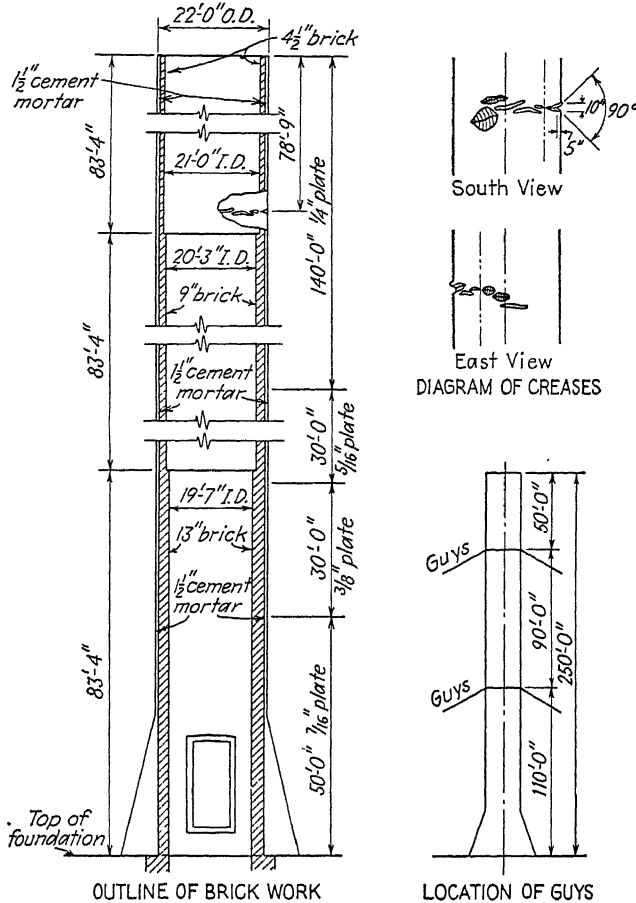 22'-0" O.D.
4½" brick
1½" cement
mortar
83'-4"
78'-9"
21'-0" I.D.
140'-0" ¼" plate
20'-3" I.D.
9" brick
83'-4"
1½" cement
mortar
30'-0"
5/16" plate
19'-7" I.D.
13" brick
30'-0"
3/8" plate
1½" cement
mortar
83'-4"
50'-0" 7/16" plate
Top of
foundation
OUTLINE OF BRICK WORK
10"
90°
5"
South View
East View
DIAGRAM OF CREASES
50'-0"
Guys
90'-0"
250'-0"
Guys
110'-0"
LOCATION OF GUYS